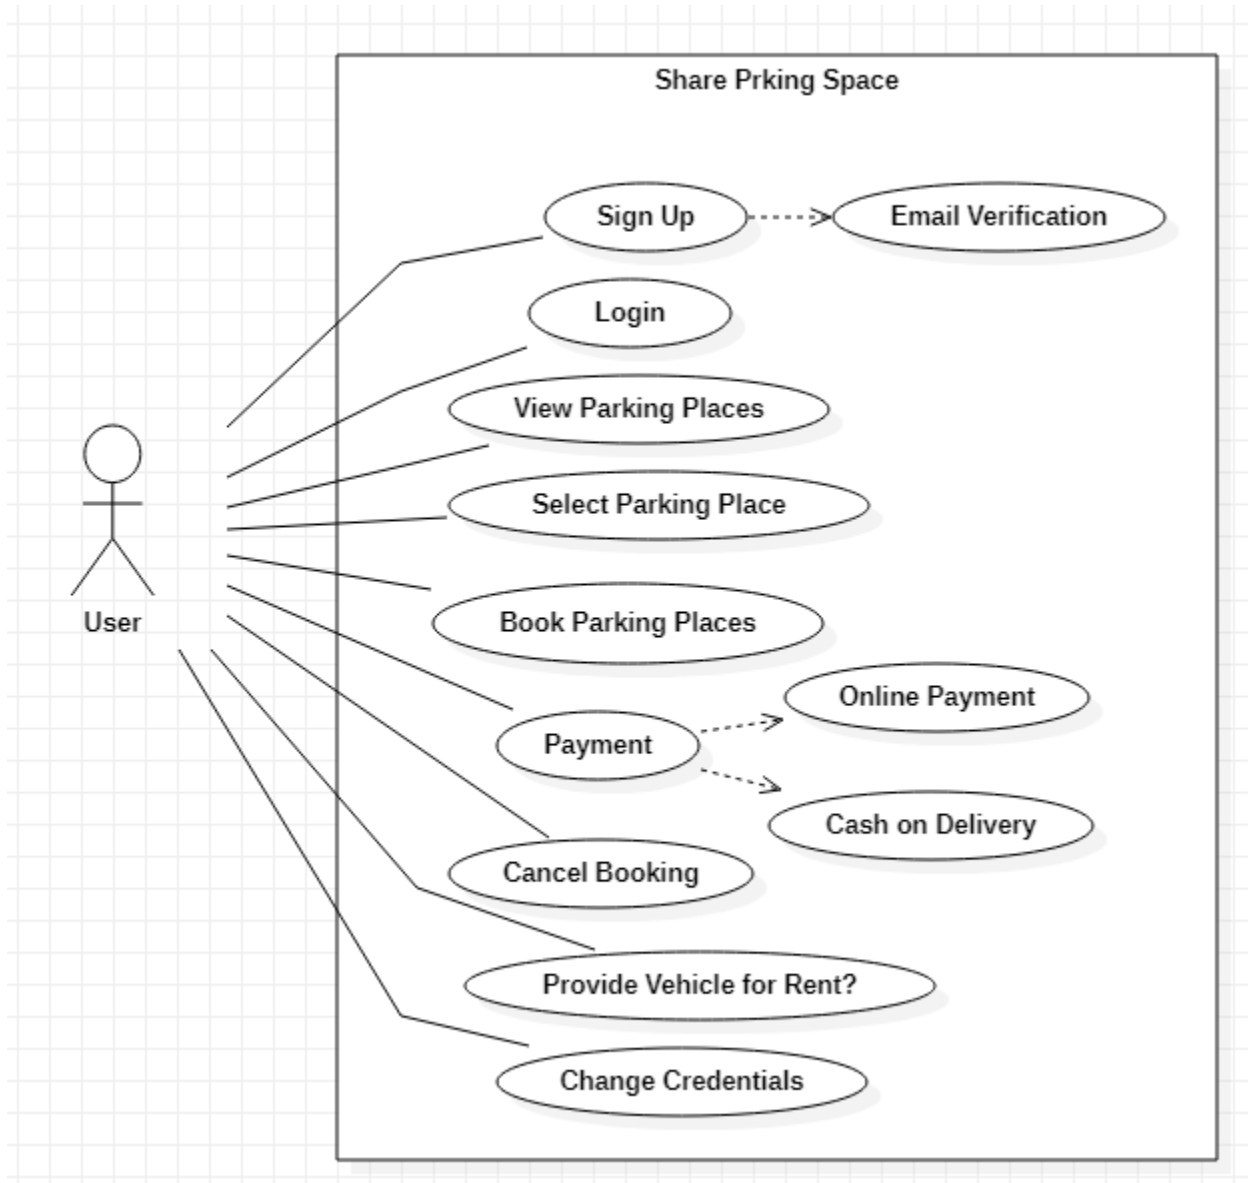 Share Prking Space
Sign Up
Email Verification
Login
View Parking Places
Select Parking Place
User
Book Parking Places
Online Payment
Payment
Cash on Delivery
Cancel Booking
Provide Vehicle for Rent?
Change Credentials